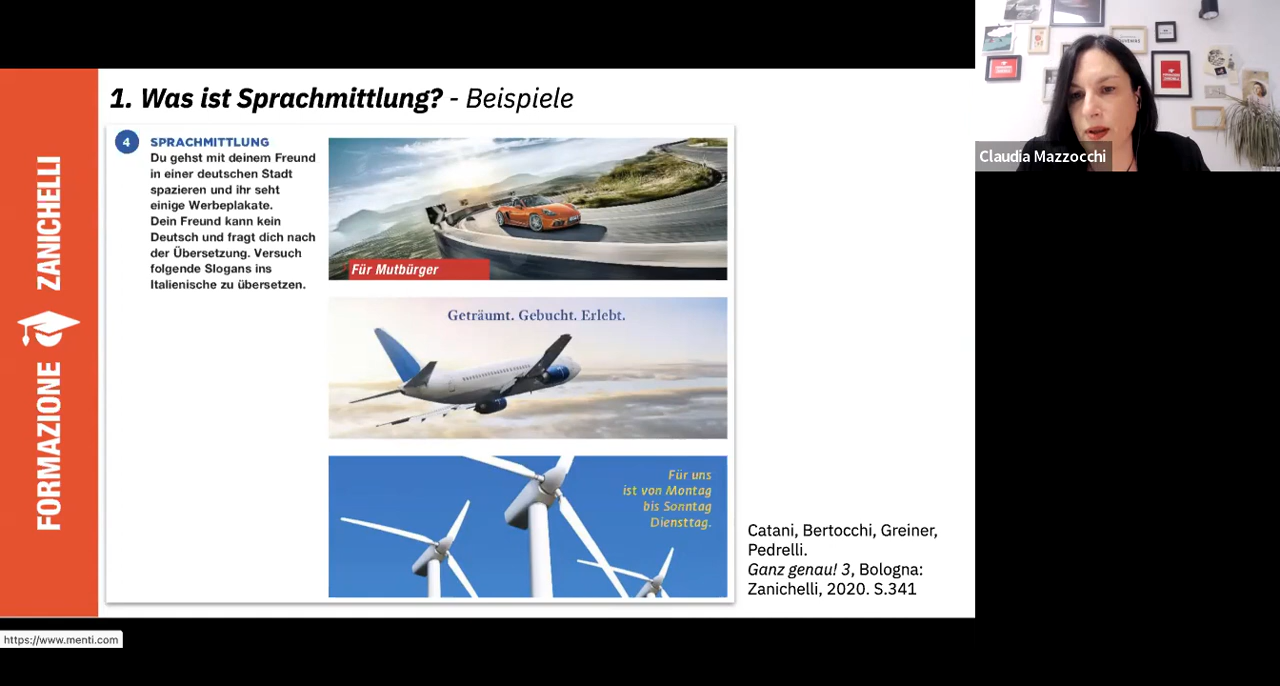 FORMAZIONE ZANICHELLI
1. Was ist Sprachmittlung? - Beispiele
4 SPRACHMITTLUNG
Du gehst mit deinem Freund
in einer deutschen Stadt
spazieren und ihr seht
einige Werbeplakate.
Dein Freund kann kein
Deutsch und fragt dich nach
der Übersetzung. Versuch
folgende Slogans ins
Italienische zu übersetzen.
Für Mutbürger
Geträumt. Gebucht. Erlebt.
Für uns
ist von Montag
bis Sonntag
Diensttag.
Catani, Bertocchi, Greiner,
Pedrelli.
Ganz genau! 3, Bologna:
Zanichelli, 2020. S.341
Claudia Mazzocchi
https://www.menti.com